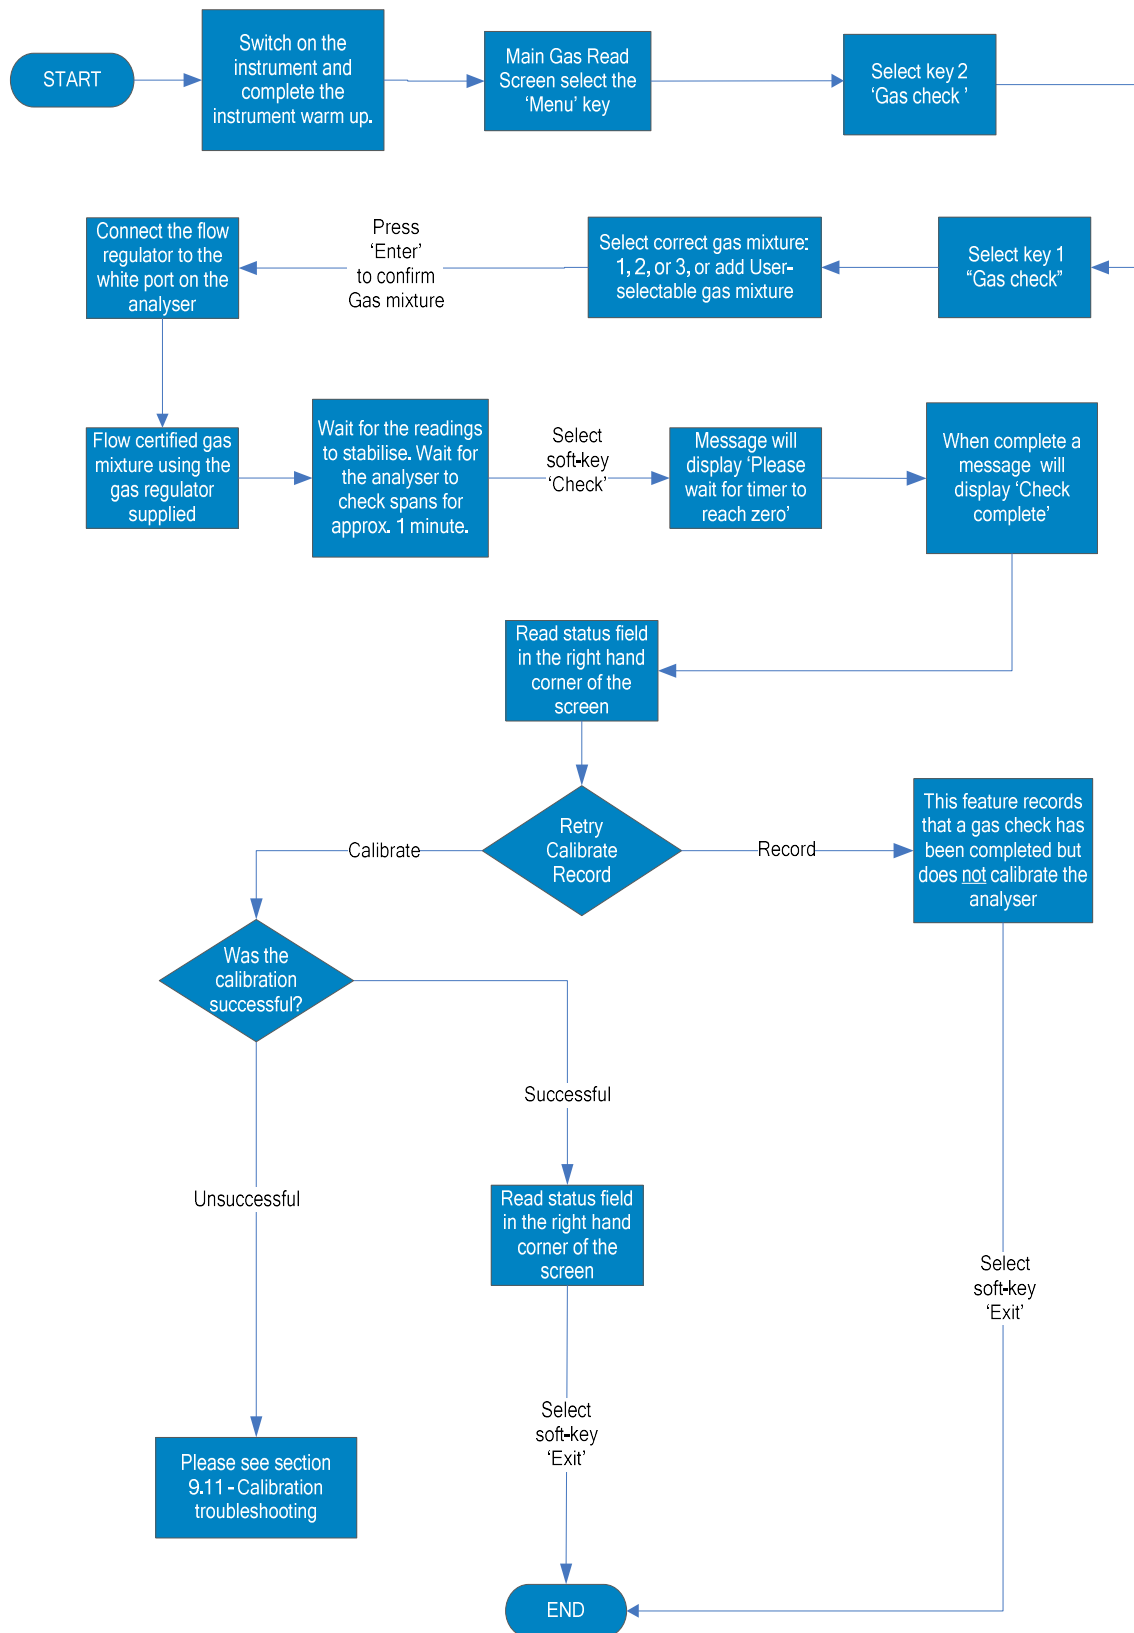 START
Switch on the
instrument and
complete the
instrument warm up.
Main Gas Read
Screen select the
‘Menu’ key
Select key 2
‘Gas check ’
Connect the flow
regulator to the
white port on the
analyser
Press
‘Enter’
to confirm
Gas mixture
Select correct gas mixture:
1, 2, or 3, or add User-
selectable gas mixture
Select key 1
“Gas check”
Flow certified gas
mixture using the
gas regulator
supplied
Wait for the readings
to stabilise. Wait for
the analyser to
check spans for
approx. 1 minute.
Select
soft-key
‘Check’
Message will
display ‘Please
wait for timer to
reach zero’
When complete a
message will
display ‘Check
complete’
Read status field
in the right hand
corner of the
screen
Retry
Calibrate
Record
Calibrate
Record
This feature records
that a gas check has
been completed but
does not calibrate the
analyser
Was the
calibration
successful?
Successful
Unsuccessful
Read status field
in the right hand
corner of the
screen
Select
soft-key
‘Exit’
Select
soft-key
‘Exit’
Please see section
9.11 - Calibration
troubleshooting
END